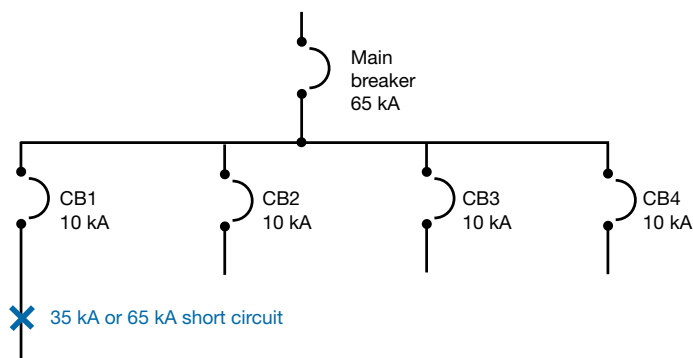 Main
breaker
65 kA
CB1
10 kA
CB2
10 kA
CB3
10 kA
CB4
10 kA
35 kA or 65 kA short circuit